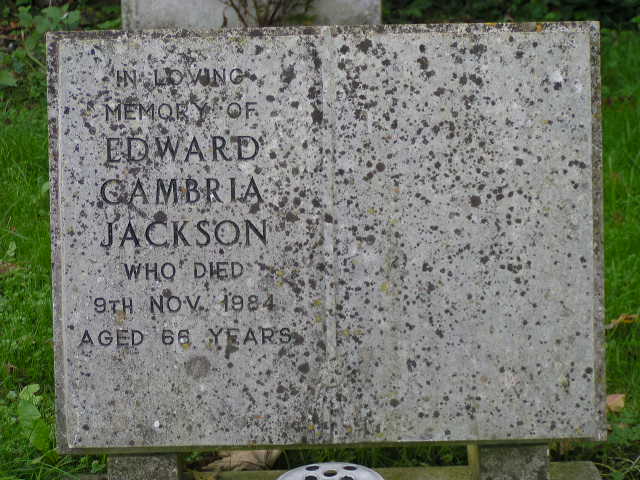 IN LOVING
MEMORY OF
EDWARD
CAMBRIA
JACKSON
WHO DIED
9TH NOV. 1984
AGED 66 YEARS